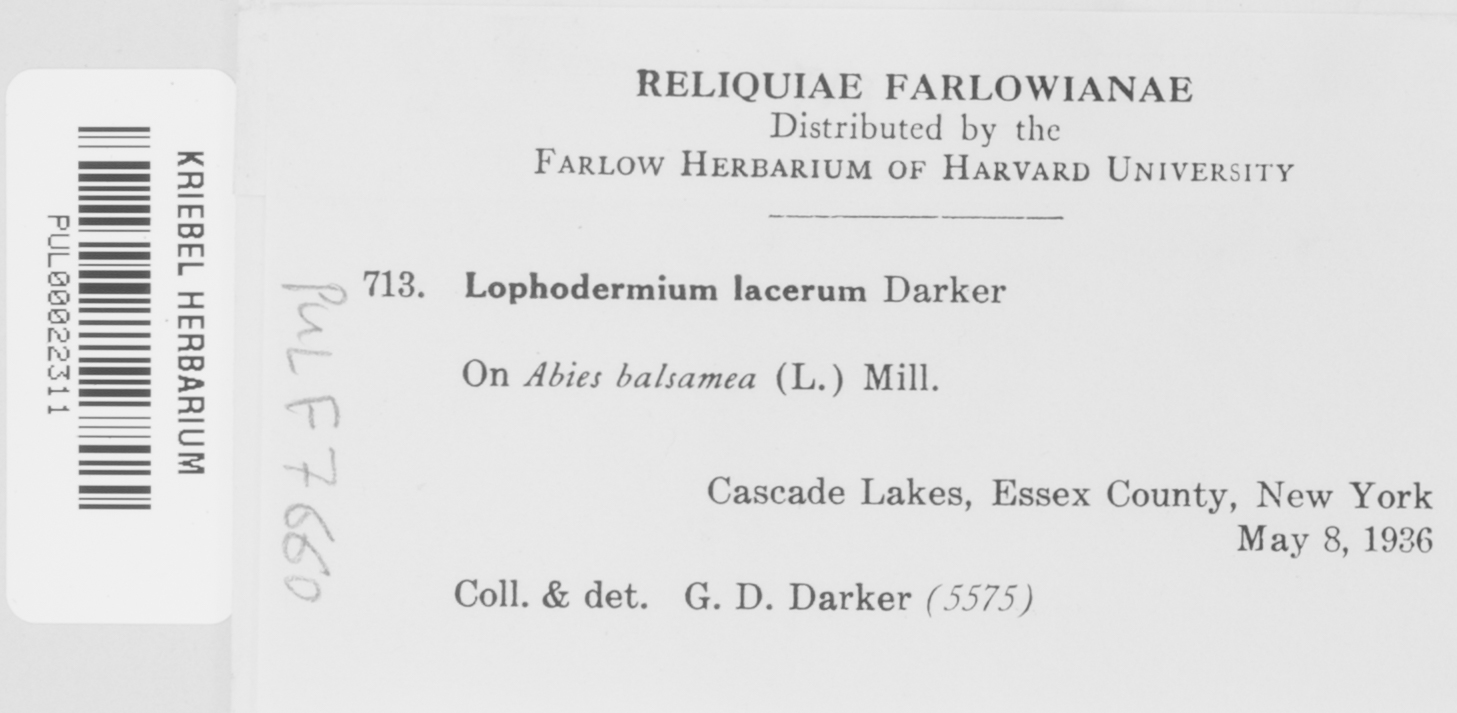 RELIQUIAE FARLOWIANAE
Distributed by the
FARLOW HERBARIUM OF HARVARD UNIVERSITY
713. Lophodermium lacerum Darker
On Abies balsamea (L.) Mill.
Cascade Lakes, Essex County, New York
May 8, 1936
Coll. & det. G. D. Darker (5575)
KRIEBEL HERBARIUM
PUL00022311
PUL F7660